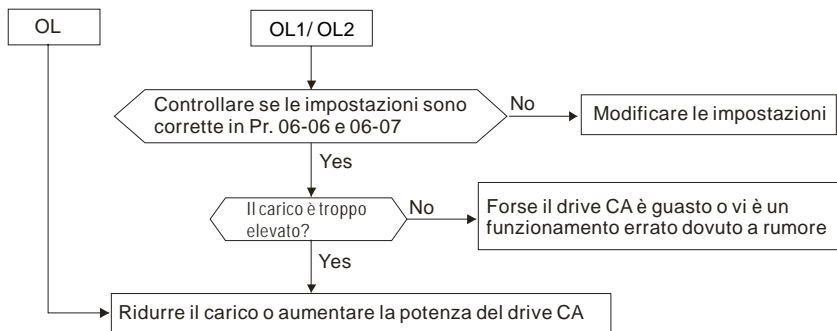 OL
OL1/ OL2
Controllare se le impostazioni sono
corrette in Pr. 06-06 e 06-07
No
Modificare le impostazioni
Yes
Il carico è troppo
elevato?
No
Forse il drive CA è guasto o vi è un
funzionamento errato dovuto a rumore
Yes
Ridurre il carico o aumentare la potenza del drive CA